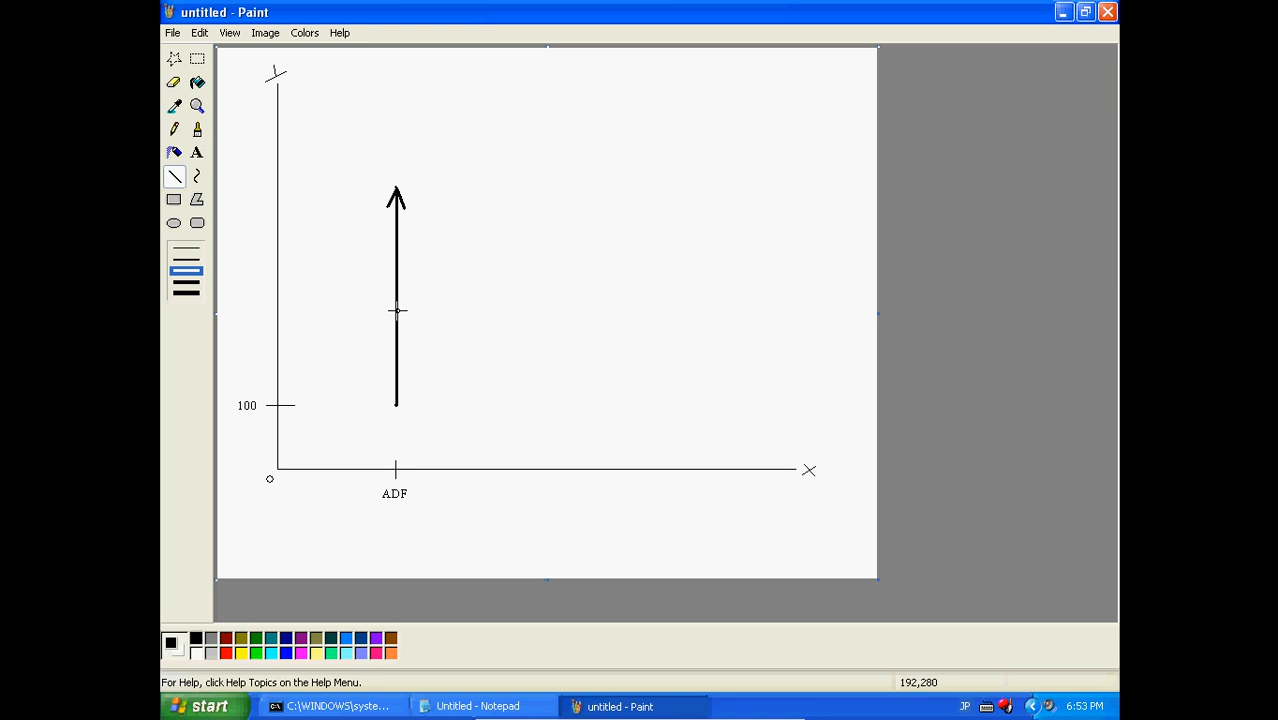 untitled - Paint
File Edit View Image Colors Help
Y
100
O
X
ADF
For Help, click Help Topics on the Help Menu.
192,280
start
C:\WINDOWS\syste...
Untitled - Notepad
untitled - Paint
JP
6:53 PM